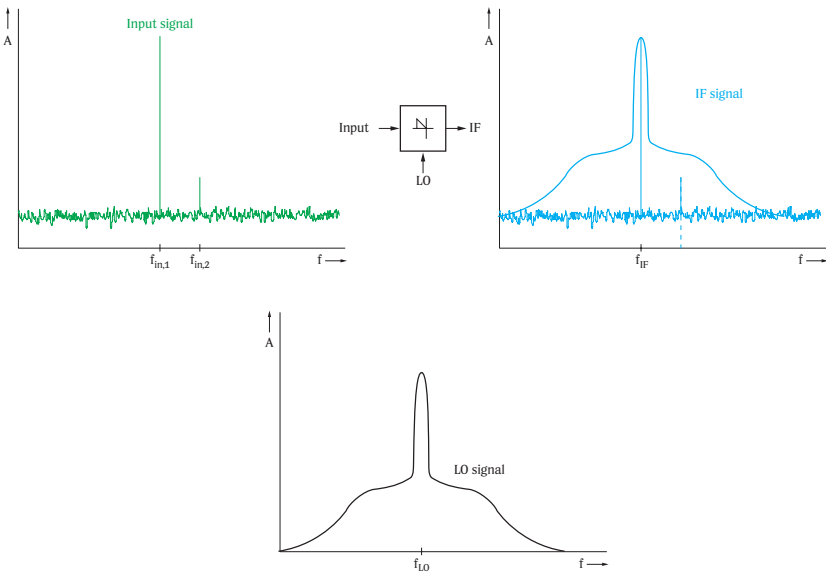 Input signal
A
f_in,1
f_in,2
f
Input
IF
LO
A
IF signal
f_IF
f
A
LO signal
f_LO
f